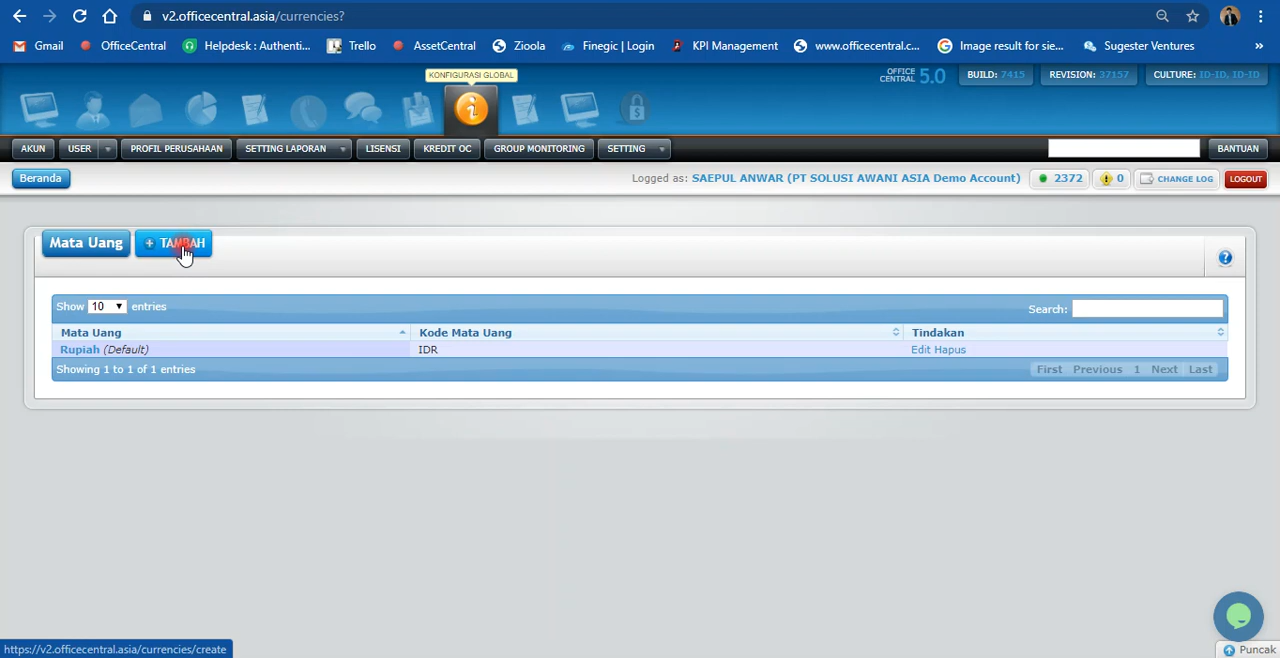 v2.officecentral.asia/currencies?
Gmail OfficeCentral Helpdesk : Authenti... Trello AssetCentral Zioola Finegic | Login KPI Management www.officecentral.c... Image result for sie... Sugester Ventures »
KONFIGURASI GLOBAL
OFFICE CENTRAL 5.0 BUILD: 7415 REVISION: 37157 CULTURE: ID-ID, ID-ID
AKUN USER PROFIL PERUSAHAAN SETTING LAPORAN LISENSI KREDIT OC GROUP MONITORING SETTING BANTUAN
Beranda Logged as: SAEPUL ANWAR (PT SOLUSI AWANI ASIA Demo Account) 2372 0 CHANGE LOG LOGOUT
Mata Uang + TAMBAH
Show 10 entries Search:
Mata Uang Kode Mata Uang Tindakan
Rupiah (Default) IDR Edit Hapus
Showing 1 to 1 of 1 entries First Previous 1 Next Last
https://v2.officecentral.asia/currencies/create
Puncak